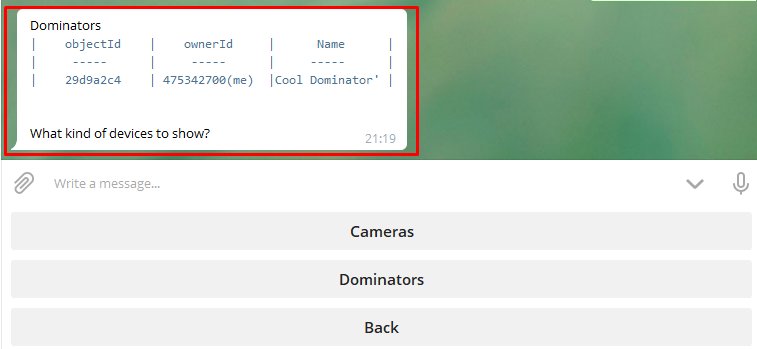 Dominators
| objectId | ownerId | Name |
| ----- | ----- | ----- |
| 29d9a2c4 | 475342700(me) |Cool Dominator' |
What kind of devices to show?
21:19
Write a message...
Cameras
Dominators
Back